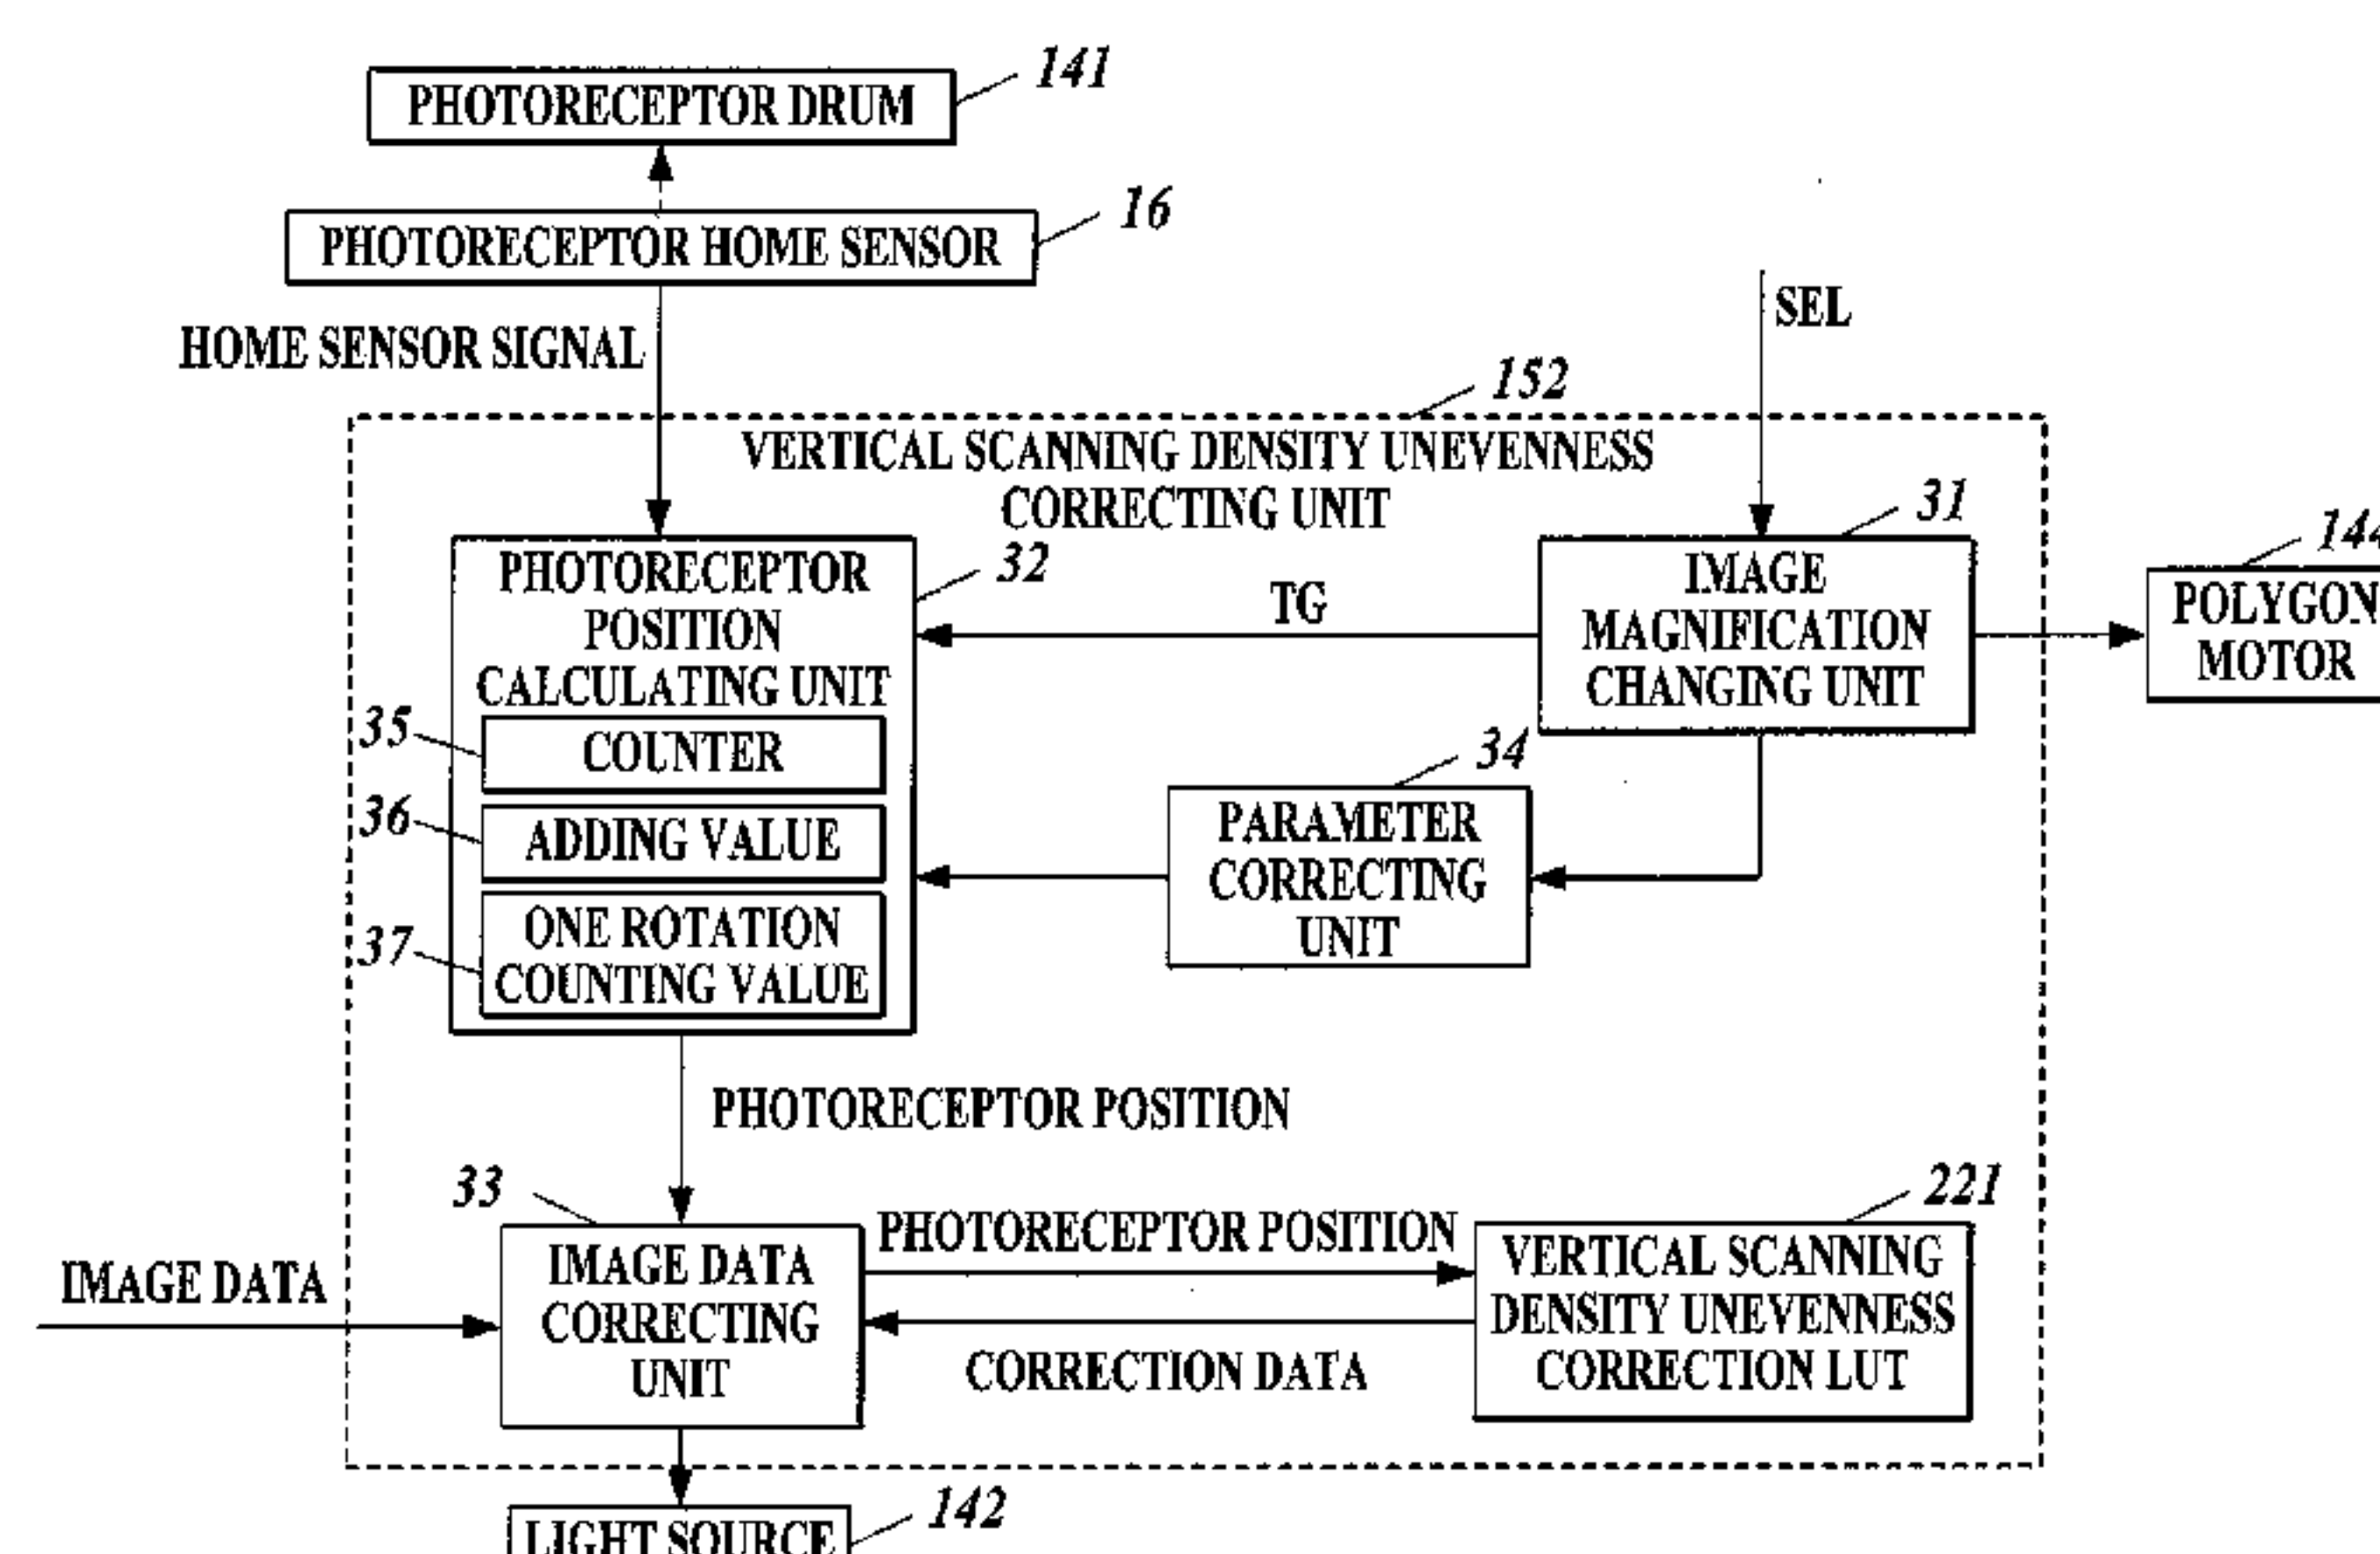 141
PHOTORECEPTOR DRUM
16
PHOTORECEPTOR HOME SENSOR
SEL
HOME SENSOR SIGNAL
152
VERTICAL SCANNING DENSITY UNEVENNESS
CORRECTING UNIT
31
144
32
PHOTORECEPTOR
POSITION
CALCULATING UNIT
TG
IMAGE
MAGNIFICATION
CHANGING UNIT
POLYGON
MOTOR
35
COUNTER
34
36
ADDING VALUE
PARAMETER
CORRECTING
UNIT
37
ONE ROTATION
COUNTING VALUE
PHOTORECEPTOR POSITION
33
221
IMAGE DATA
IMAGE DATA
CORRECTING
UNIT
PHOTORECEPTOR POSITION
CORRECTION DATA
VERTICAL SCANNING
DENSITY UNEVENNESS
CORRECTION LUT
142
LIGHT SOURCE